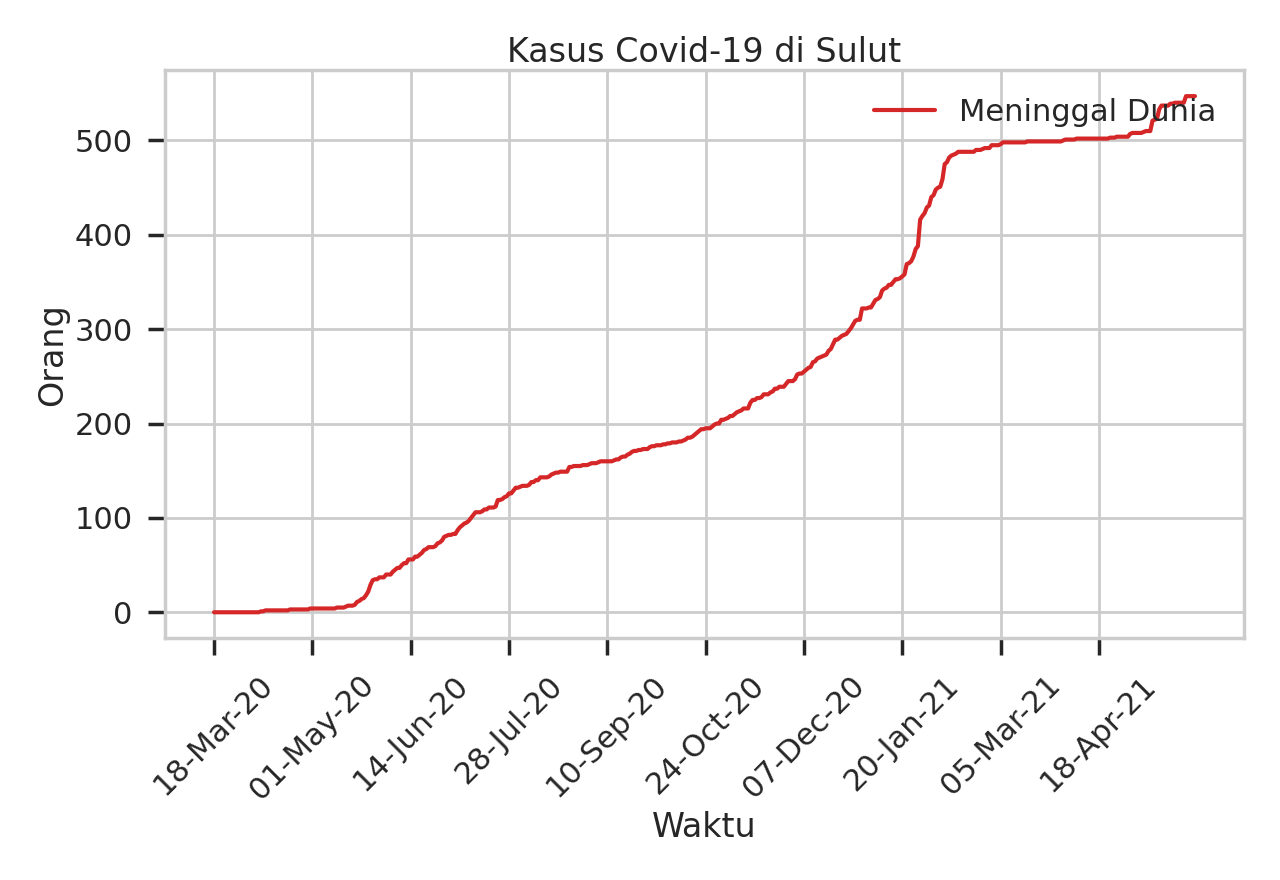 Kasus Covid-19 di Sulut
Meninggal Dunia
Orang
500
400
300
200
100
0
18-Mar-20
01-May-20
14-Jun-20
28-Jul-20
10-Sep-20
24-Oct-20
07-Dec-20
20-Jan-21
05-Mar-21
18-Apr-21
Waktu